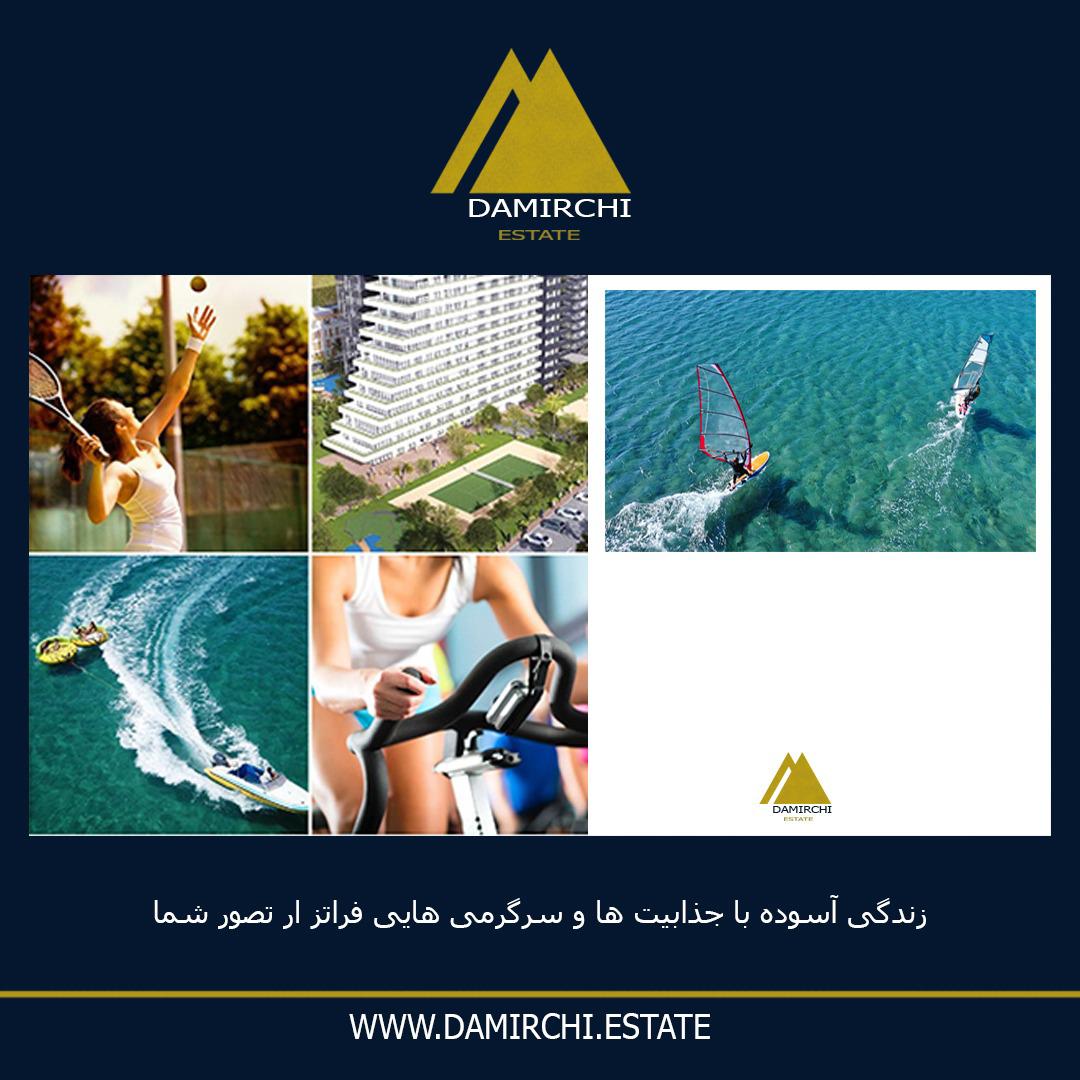 DAMIRCHI
ESTATE
DAMIRCHI
ESTATE
زندگی آسوده با جذابیت ها و سرگرمی هایی فراتز ار تصور شما
WWW.DAMIRCHI.ESTATE